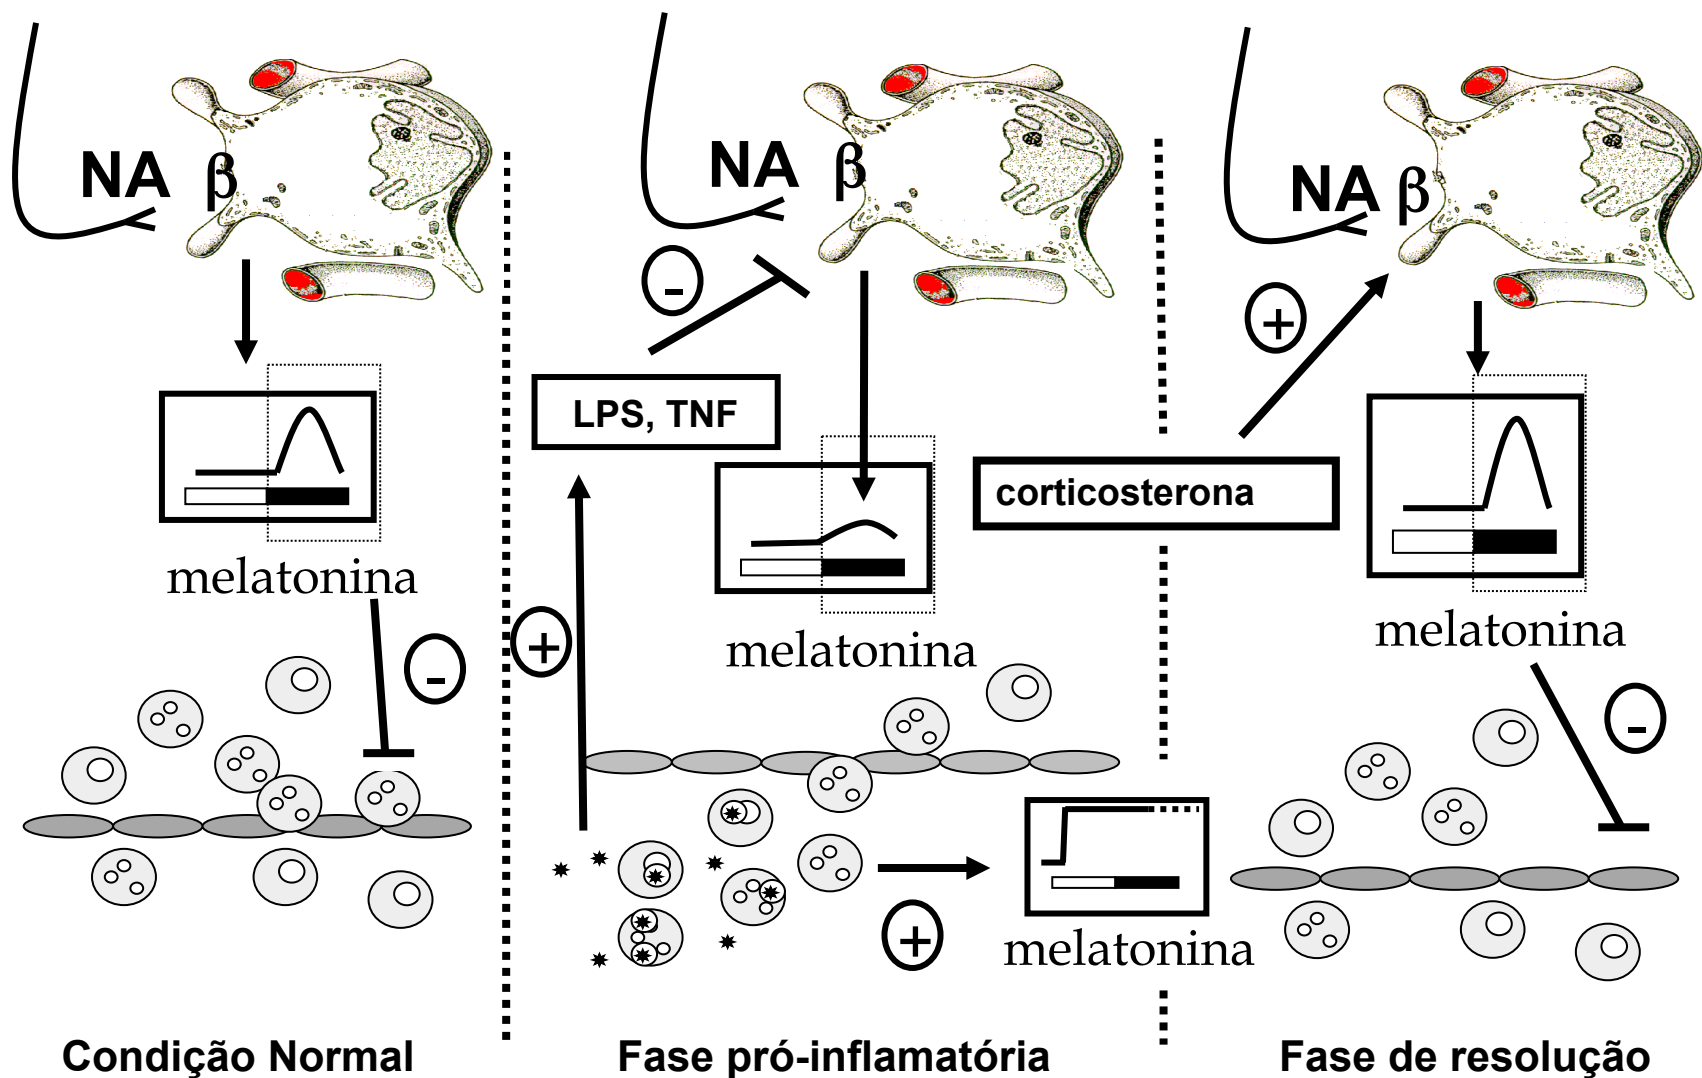 NA β
NA β
NA β
-
+
LPS, TNF
corticosterona
melatonina
melatonina
melatonina
-
+
-
+
melatonina
Condição Normal
Fase pró-inflamatória
Fase de resolução